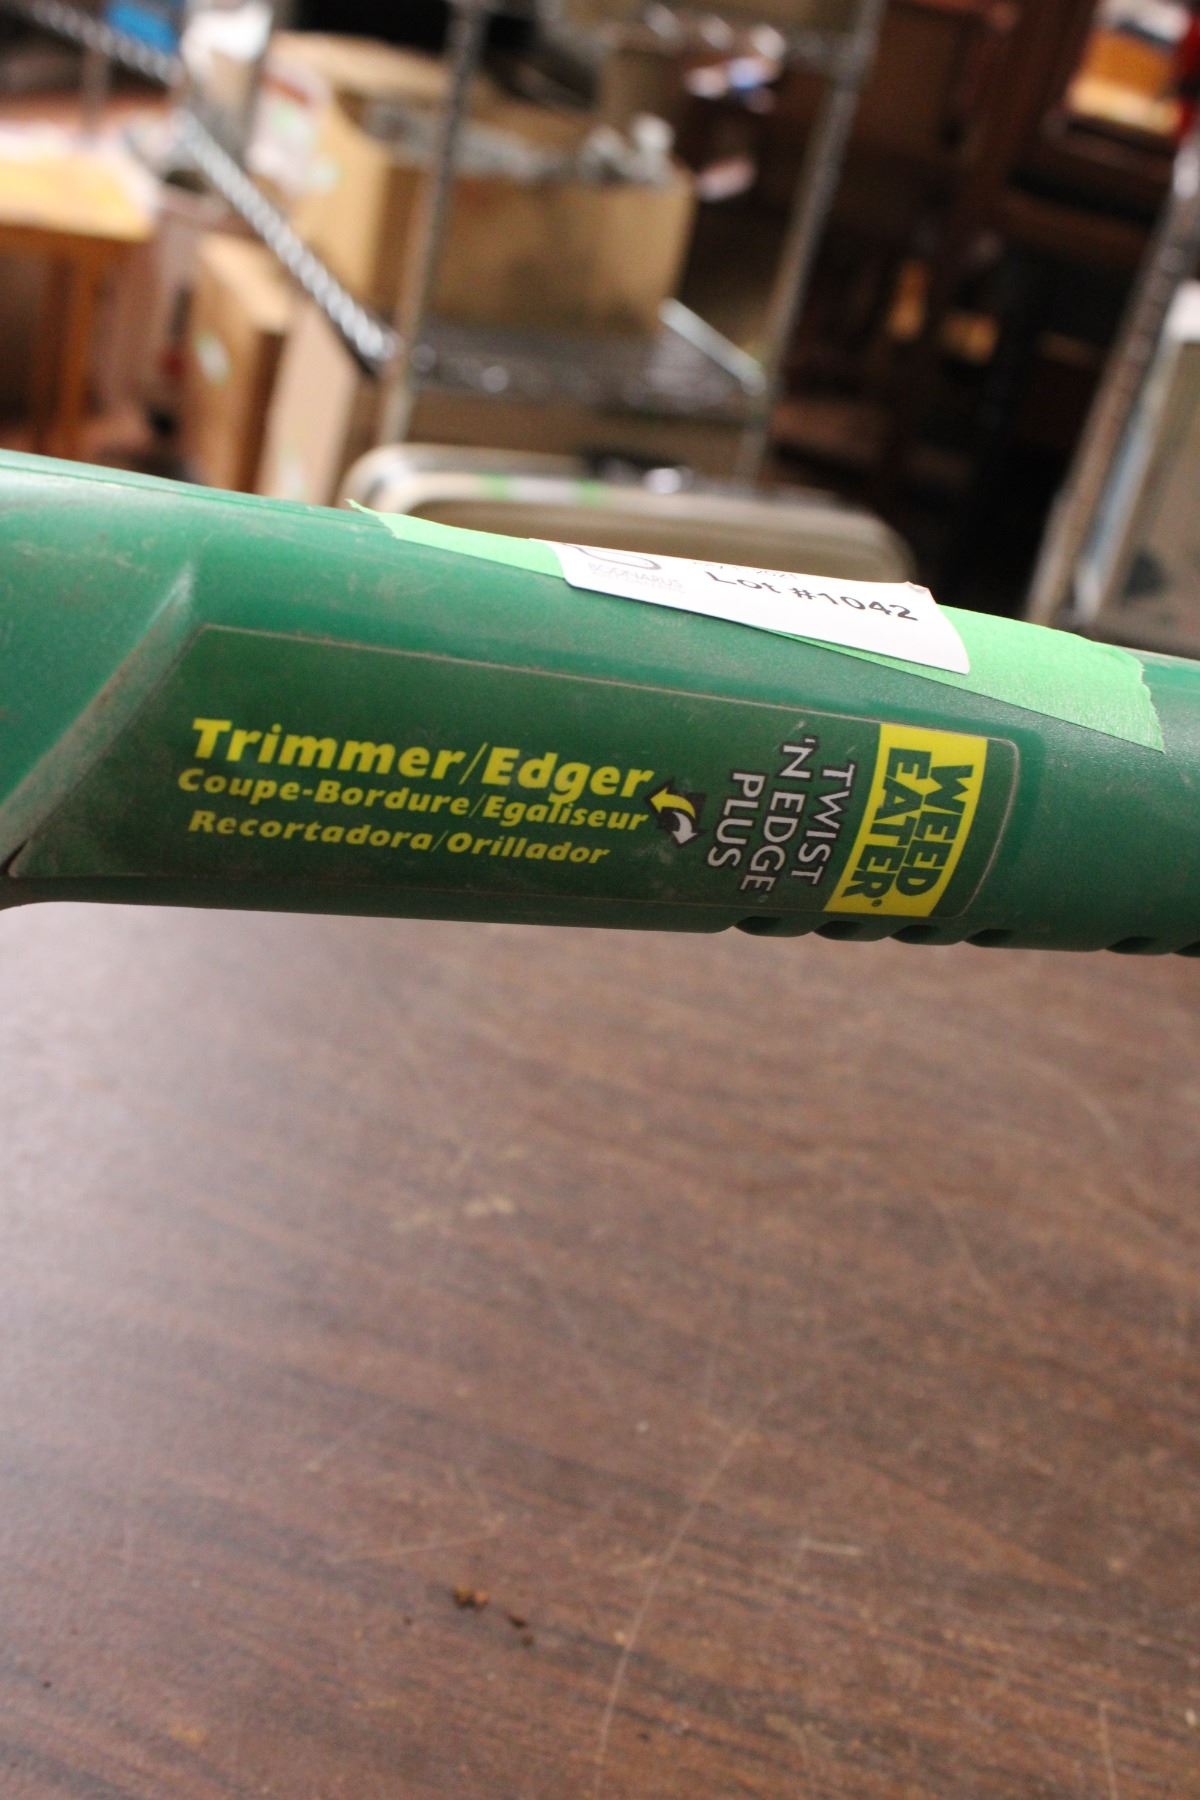 Lot #1042
Trimmer/Edger
Coupe-Bordure/Egaliseur
Recortadora/Orillador
TWIST
'N EDGE
PLUS
WEED
EATER®